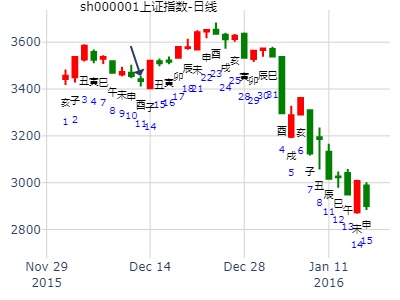 sh000001上证指数-日线
3600
3400
3200
3000
2800
亥 子 丑 寅 巳 午 未 申 酉 子 丑 寅 卯 辰 未 申 酉 戌 亥 寅 卯 辰 巳 酉 戌 亥 子 丑 辰 巳 午 未 申
1 2 3 4 7 8 9 10 11 14 15 16 17 18 21 22 23 24 25 28 29 30 31 4 5 6 7 8 11 12 13 14 15
Nov 29 Dec 14 Dec 28 Jan 11
2015 2016